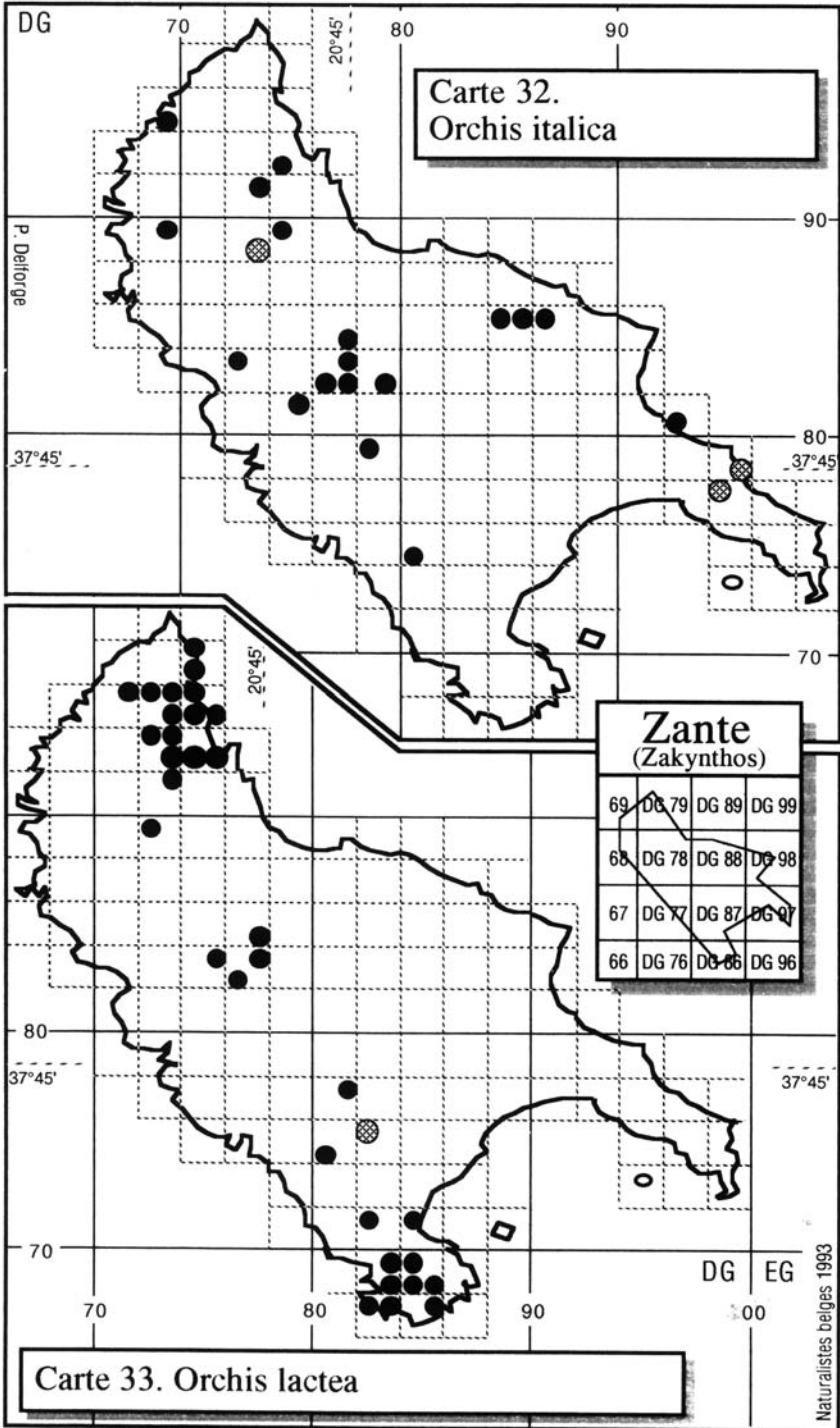 DG
70
80
90
20°45'
Carte 32.
Orchis italica
90
P. Delforge
80
37°45'
37°45'
70
20°45'
Zante
(Zakynthos)
69 DG 79 DG 89 DG 99
68 DG 78 DG 88 DG 98
67 DG 77 DG 87 DG 97
66 DG 76 DG 86 DG 96
80
37°45'
37°45'
70
DG EG
70
80
90
00
Naturalistes belges 1993
Carte 33. Orchis lactea